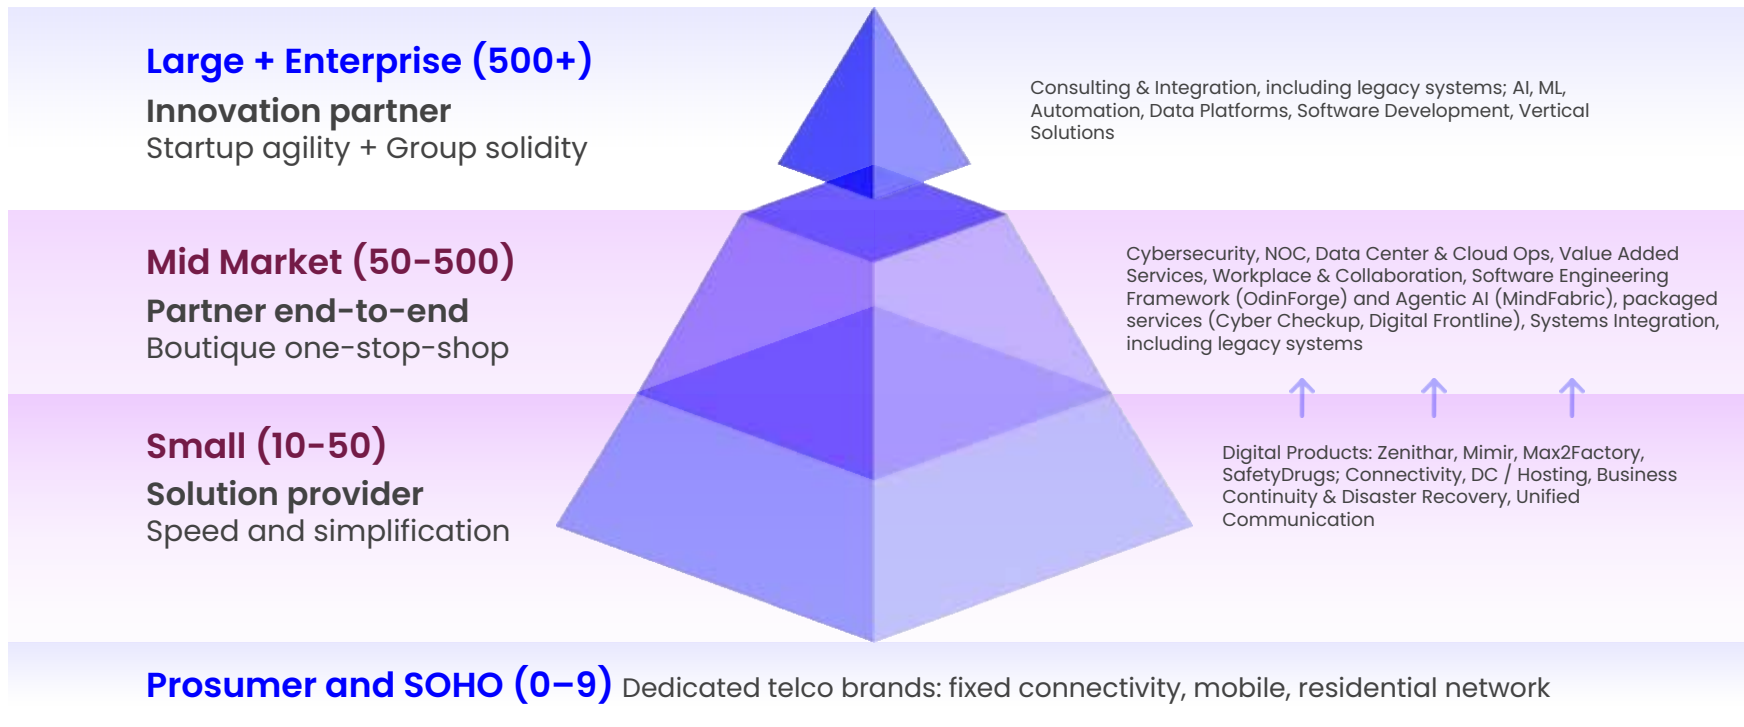 Large + Enterprise (500+)
Innovation partner
Startup agility + Group solidity
Consulting & Integration, including legacy systems; AI, ML,
Automation, Data Platforms, Software Development, Vertical
Solutions
Mid Market (50-500)
Partner end-to-end
Boutique one-stop-shop
Cybersecurity, NOC, Data Center & Cloud Ops, Value Added
Services, Workplace & Collaboration, Software Engineering
Framework (OdinForge) and Agentic AI (MindFabric), packaged
services (Cyber Checkup, Digital Frontline), Systems Integration,
including legacy systems
Small (10-50)
Solution provider
Speed and simplification
Digital Products: Zenithar, Mimir, Max2Factory,
SafetyDrugs; Connectivity, DC / Hosting, Business
Continuity & Disaster Recovery, Unified
Communication
Prosumer and SOHO (0–9) Dedicated telco brands: fixed connectivity, mobile, residential network